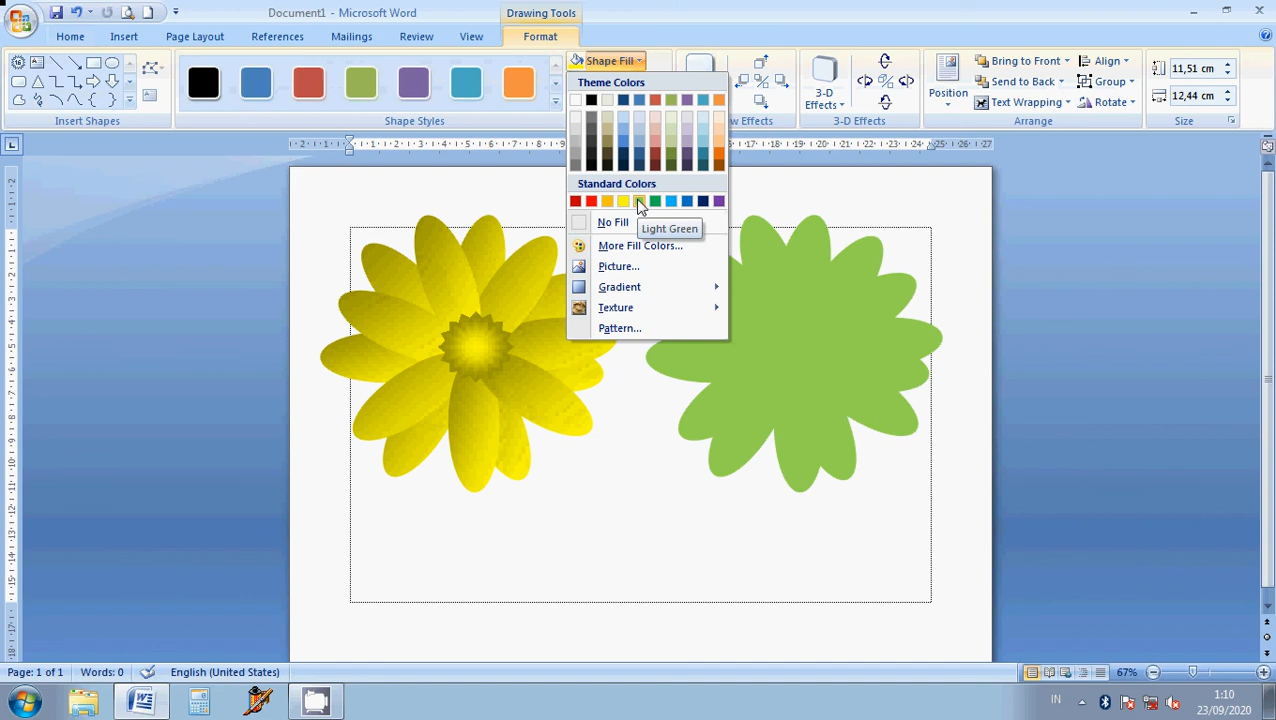 Document1 - Microsoft Word
Drawing Tools
Home Insert Page Layout References Mailings Review View Format
Shape Fill
3-D Effects
Position
Bring to Front
Send to Back
Text Wrapping
Align
Group
Rotate
11,51 cm
12,44 cm
Insert Shapes Shape Styles Effects 3-D Effects Arrange Size
Theme Colors
Standard Colors
No Fill
Light Green
More Fill Colors...
Picture...
Gradient
Texture
Pattern...
Page: 1 of 1 Words: 0 English (United States) 67%
IN
1:10
23/09/2020